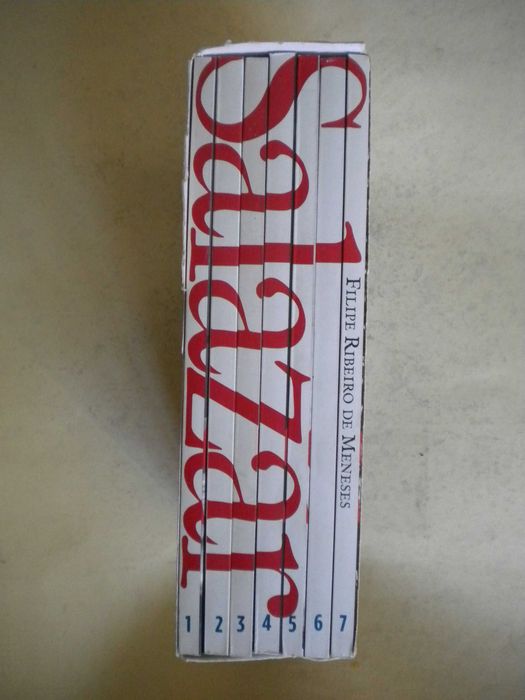 Salazar
FILIPE RIBEIRO DE MENESES
1 2 3 4 5 6 7